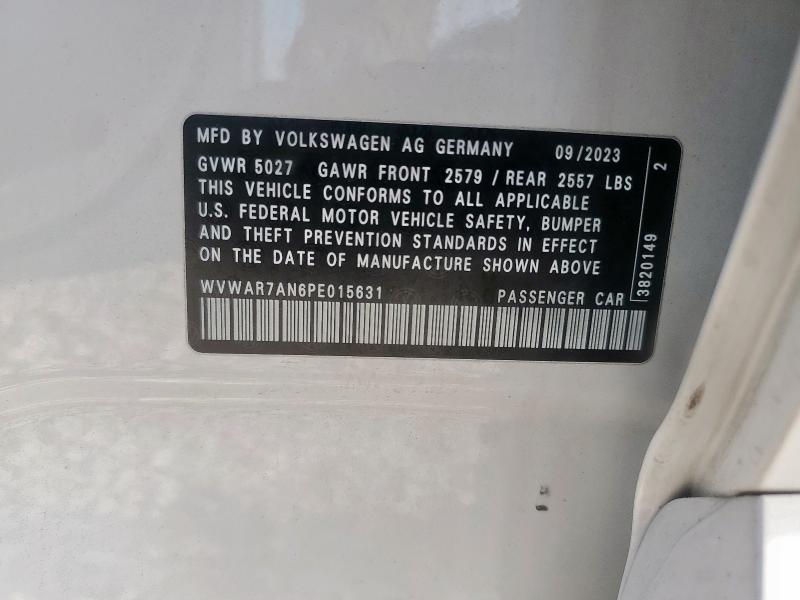 MFD BY VOLKSWAGEN AG GERMANY 09/2023
GVWR 5027 GAWR FRONT 2579 / REAR 2557 LBS
THIS VEHICLE CONFORMS TO ALL APPLICABLE
U.S. FEDERAL MOTOR VEHICLE SAFETY, BUMPER
AND THEFT PREVENTION STANDARDS IN EFFECT
ON THE DATE OF MANUFACTURE SHOWN ABOVE
WVWAR7AN6PE015631 PASSENGER CAR
3820149 2